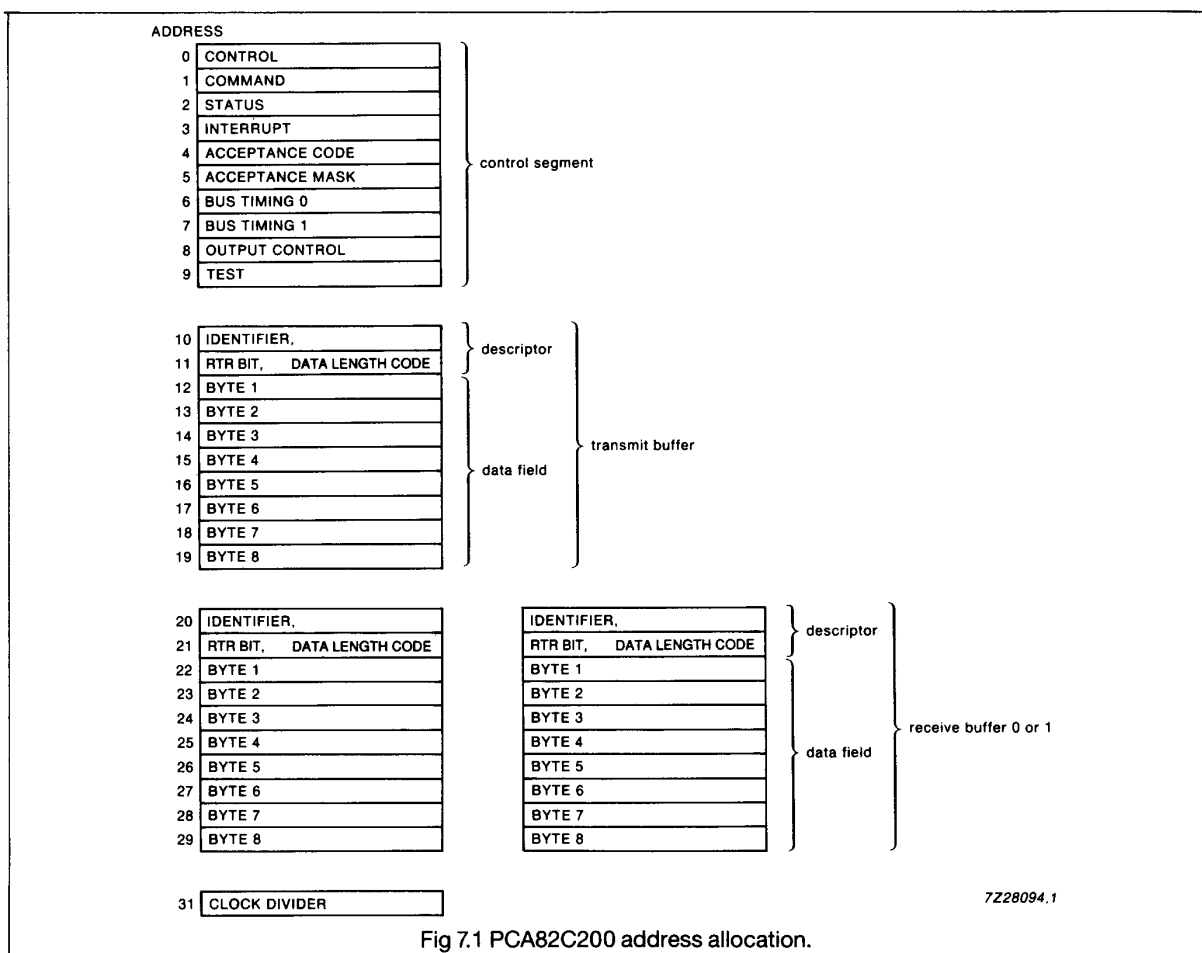 ADDRESS
0 CONTROL
1 COMMAND
2 STATUS
3 INTERRUPT
4 ACCEPTANCE CODE
5 ACCEPTANCE MASK
6 BUS TIMING 0
7 BUS TIMING 1
8 OUTPUT CONTROL
9 TEST
control segment
10 IDENTIFIER,
11 RTR BIT, DATA LENGTH CODE
12 BYTE 1
13 BYTE 2
14 BYTE 3
15 BYTE 4
16 BYTE 5
17 BYTE 6
18 BYTE 7
19 BYTE 8
descriptor
data field
transmit buffer
20 IDENTIFIER,
21 RTR BIT, DATA LENGTH CODE
22 BYTE 1
23 BYTE 2
24 BYTE 3
25 BYTE 4
26 BYTE 5
27 BYTE 6
28 BYTE 7
29 BYTE 8
IDENTIFIER,
RTR BIT, DATA LENGTH CODE
BYTE 1
BYTE 2
BYTE 3
BYTE 4
BYTE 5
BYTE 6
BYTE 7
BYTE 8
descriptor
data field
receive buffer 0 or 1
31 CLOCK DIVIDER
7Z28094.1
Fig 7.1 PCA82C200 address allocation.